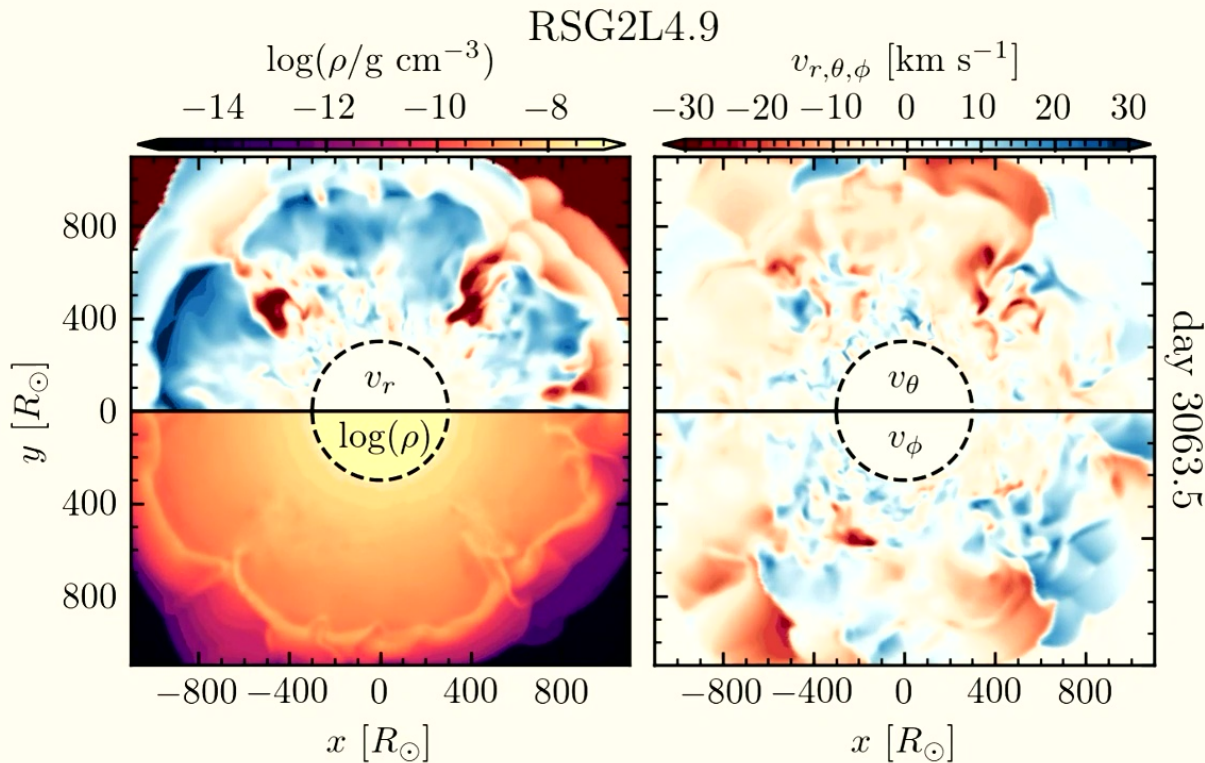 RSG2L4.9
log(ρ/g cm⁻³)
v_{r,θ,ϕ} [km s⁻¹]
−14 −12 −10 −8
−30 −20 −10 0 10 20 30
800
400
0
400
800
y [R_⊙]
v_r
log(ρ)
v_θ
v_ϕ
day 3063.5
−800 −400 0 400 800
−800 −400 0 400 800
x [R_⊙]
x [R_⊙]